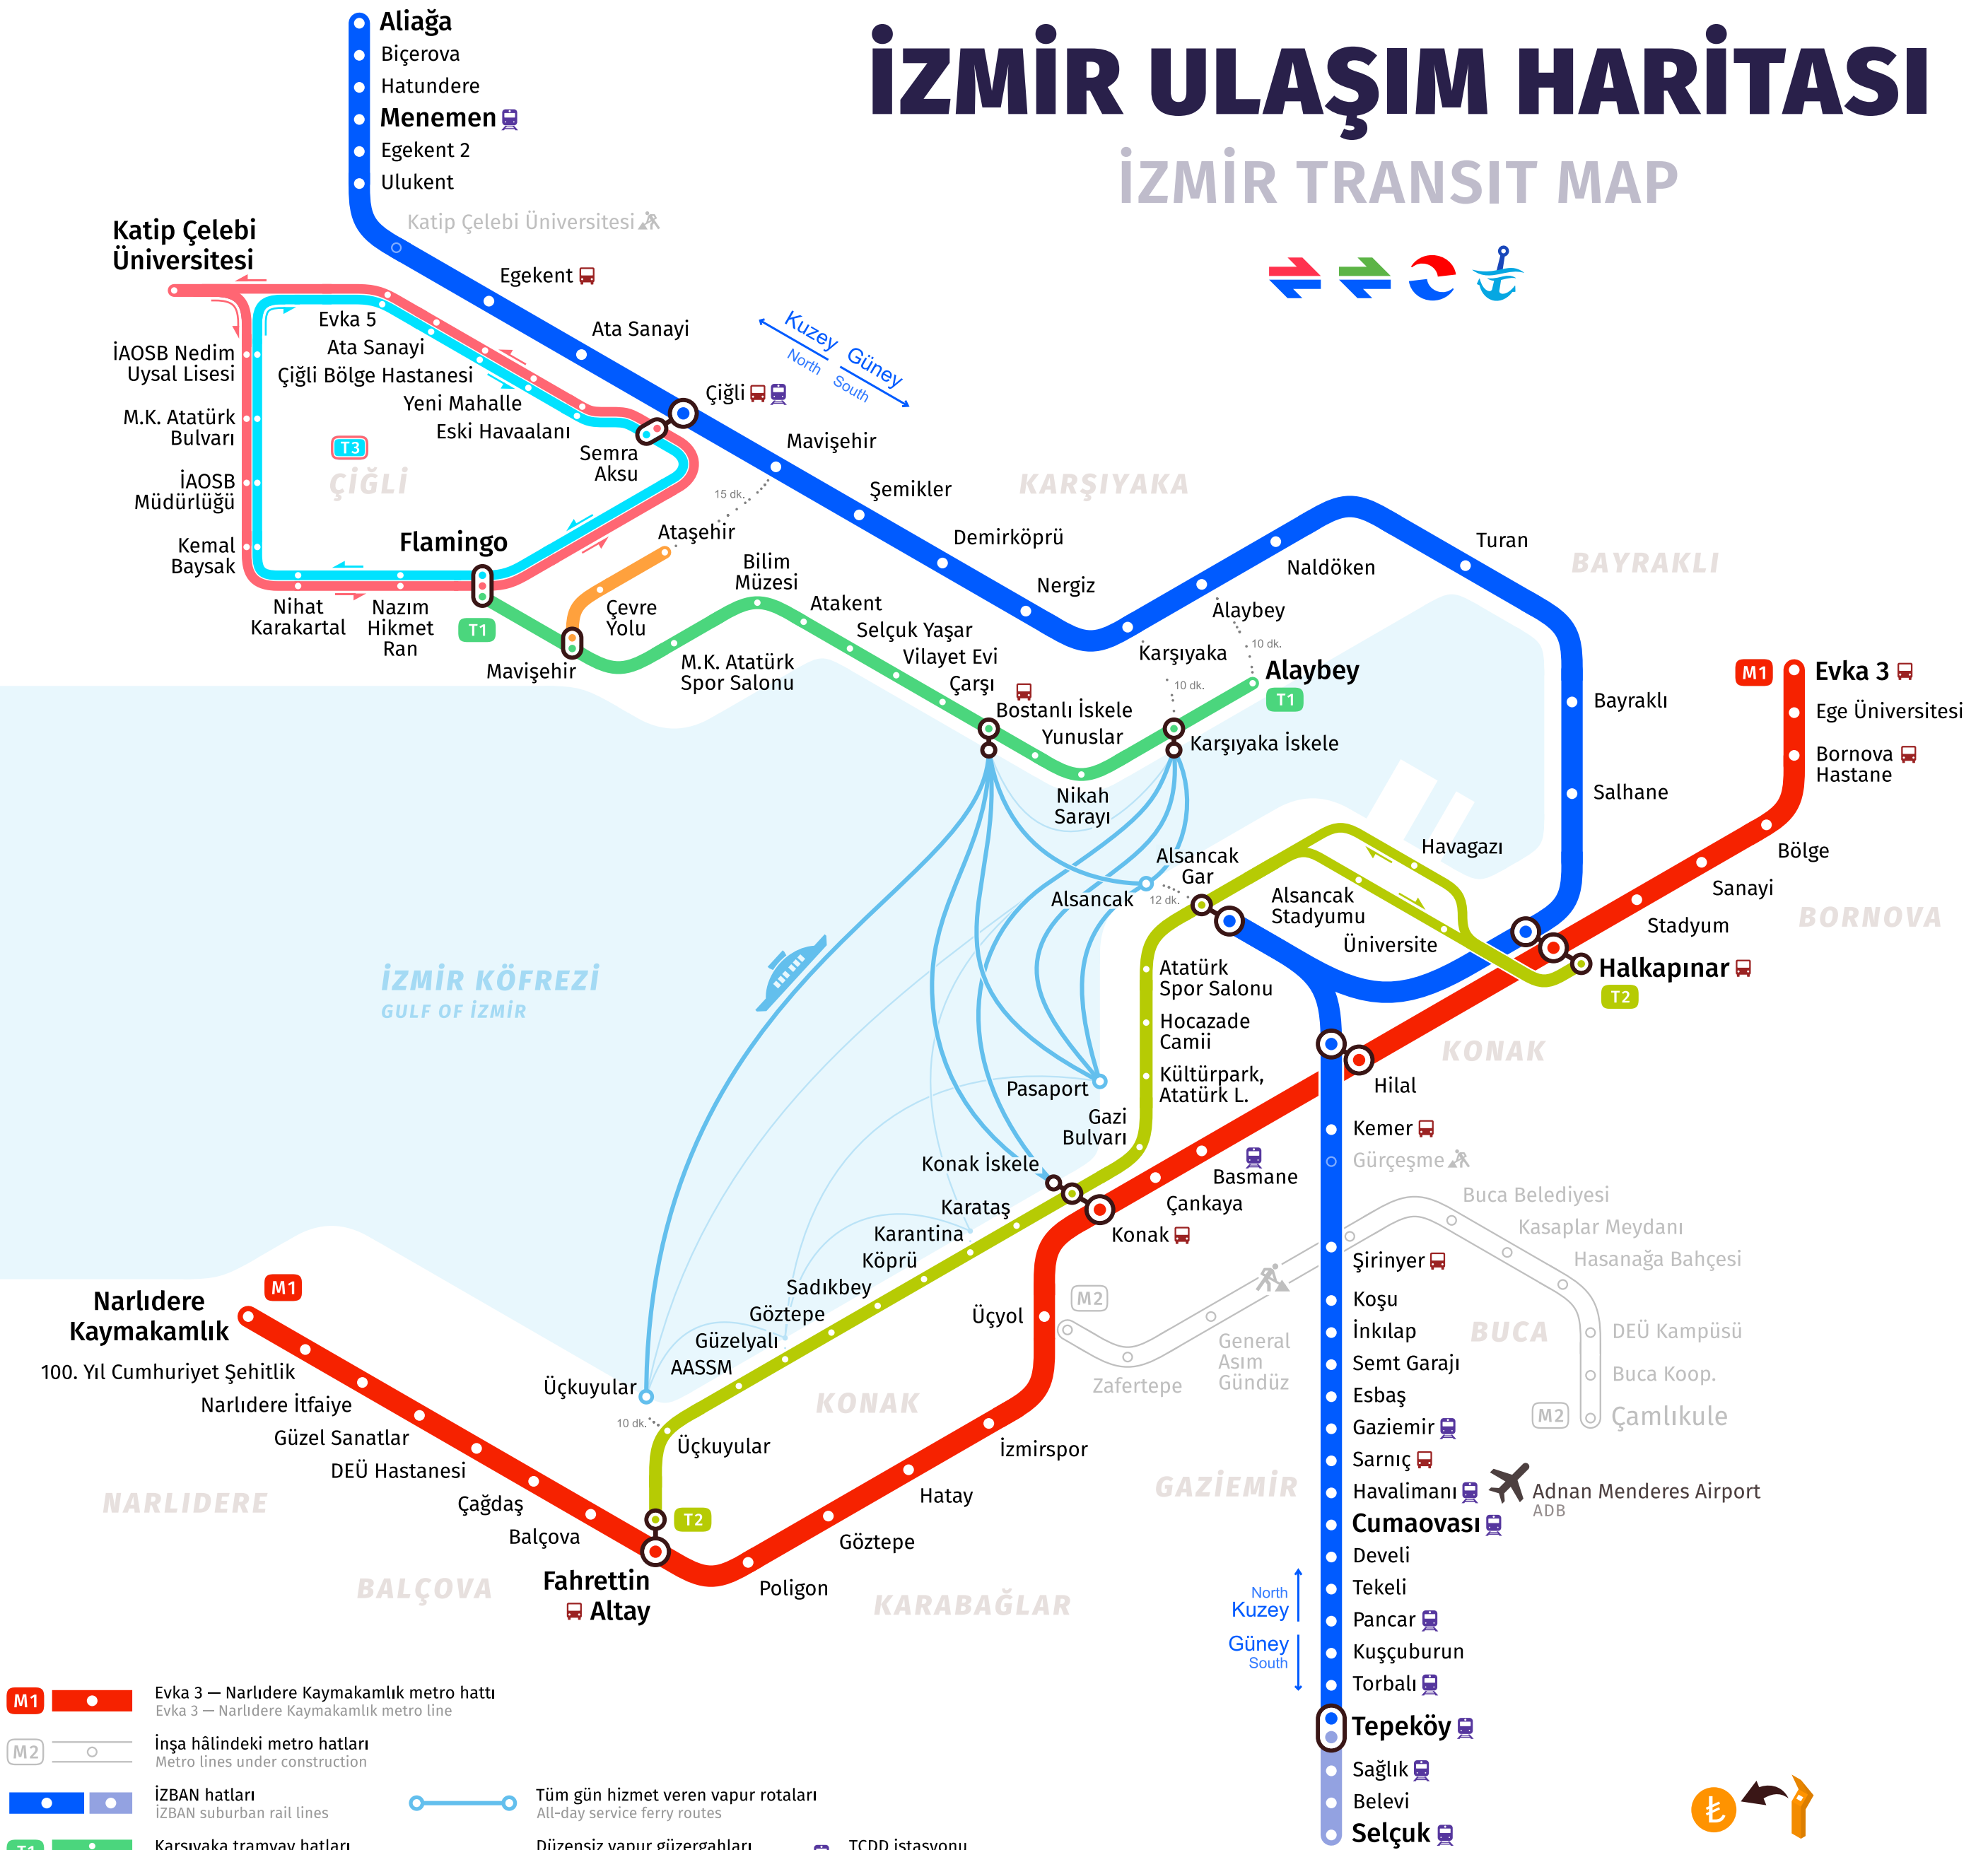 İZMİR ULAŞIM HARİTASI
İZMİR TRANSIT MAP
Aliağa
Biçerova
Hatundere
Menemen
Egekent 2
Ulukent
Katip Çelebi Üniversitesi
Egekent
Ata Sanayi
Çiğli
Mavişehir
Şemikler
Demirköprü
Nergiz
Karşıyaka
Alaybey
Naldöken
Turan
Bayraklı
Salhane
Kuzey
North
Güney
South
Katip Çelebi
Üniversitesi
Evka 5
Ata Sanayi
Çiğli Bölge Hastanesi
Yeni Mahalle
Eski Havaalanı
Semra
Aksu
İAOSB Nedim
Uysal Lisesi
M.K. Atatürk
Bulvarı
İAOSB
Müdürlüğü
Kemal
Baysak
T3
ÇİĞLİ
Nihat
Karakartal
Nazım
Hikmet
Ran
Flamingo
T1
15 dk.
Ataşehir
Çevre
Yolu
Mavişehir
M.K. Atatürk
Spor Salonu
Bilim
Müzesi
Atakent
Selçuk Yaşar
Vilayet Evi
Çarşı
Bostanlı İskele
Yunuslar
Nikah
Sarayı
Karşıyaka İskele
10 dk.
10 dk.
Alaybey
T1
KARŞIYAKA
BAYRAKLI
M1
Evka 3
Ege Üniversitesi
Bornova
Hastane
Bölge
Sanayi
Stadyum
BORNOVA
Halkapınar
T2
Havagazı
Alsancak
Gar
Alsancak
12 dk.
Alsancak
Stadyumu
Üniversite
Atatürk
Spor Salonu
Hocazade
Camii
Kültürpark,
Atatürk L.
Pasaport
Gazi
Bulvarı
İZMİR KÖFREZİ
GULF OF İZMİR
KONAK
Hilal
Kemer
Gürçeşme
Basmane
Çankaya
Konak
Konak İskele
Karataş
Karantina
Köprü
Sadıkbey
Göztepe
Güzelyalı
AASSM
Üçkuyular
10 dk.
Üçkuyular
T2
KONAK
Üçyol
M2
Zafertepe
General
Asım
Gündüz
Buca Belediyesi
Kasaplar Meydanı
Hasanağa Bahçesi
DEÜ Kampüsü
Buca Koop.
M2
Çamlıkule
BUCA
Şirinyer
Koşu
İnkılap
Semt Garajı
Esbaş
Gaziemir
Sarnıç
Havalimanı
Adnan Menderes Airport
ADB
Cumaovası
Develi
Tekeli
Pancar
Kuşçuburun
Torbalı
Tepeköy
Sağlık
Belevi
Selçuk
North
Kuzey
Güney
South
GAZİEMİR
M1
Narlıdere
Kaymakamlık
100. Yıl Cumhuriyet Şehitlik
Narlıdere İtfaiye
Güzel Sanatlar
DEÜ Hastanesi
Çağdaş
Balçova
Fahrettin
Altay
Poligon
Göztepe
Hatay
İzmirspor
NARLIDERE
BALÇOVA
KARABAĞLAR
M1
Evka 3 — Narlıdere Kaymakamlık metro hattı
Evka 3 — Narlıdere Kaymakamlık metro line
M2
İnşa hâlindeki metro hatları
Metro lines under construction
İZBAN hatları
İZBAN suburban rail lines
Tüm gün hizmet veren vapur rotaları
All-day service ferry routes
T1
Karşıyaka tramvay hatları
Düzensiz vapur güzergahları
TCDD istasyonu
₺